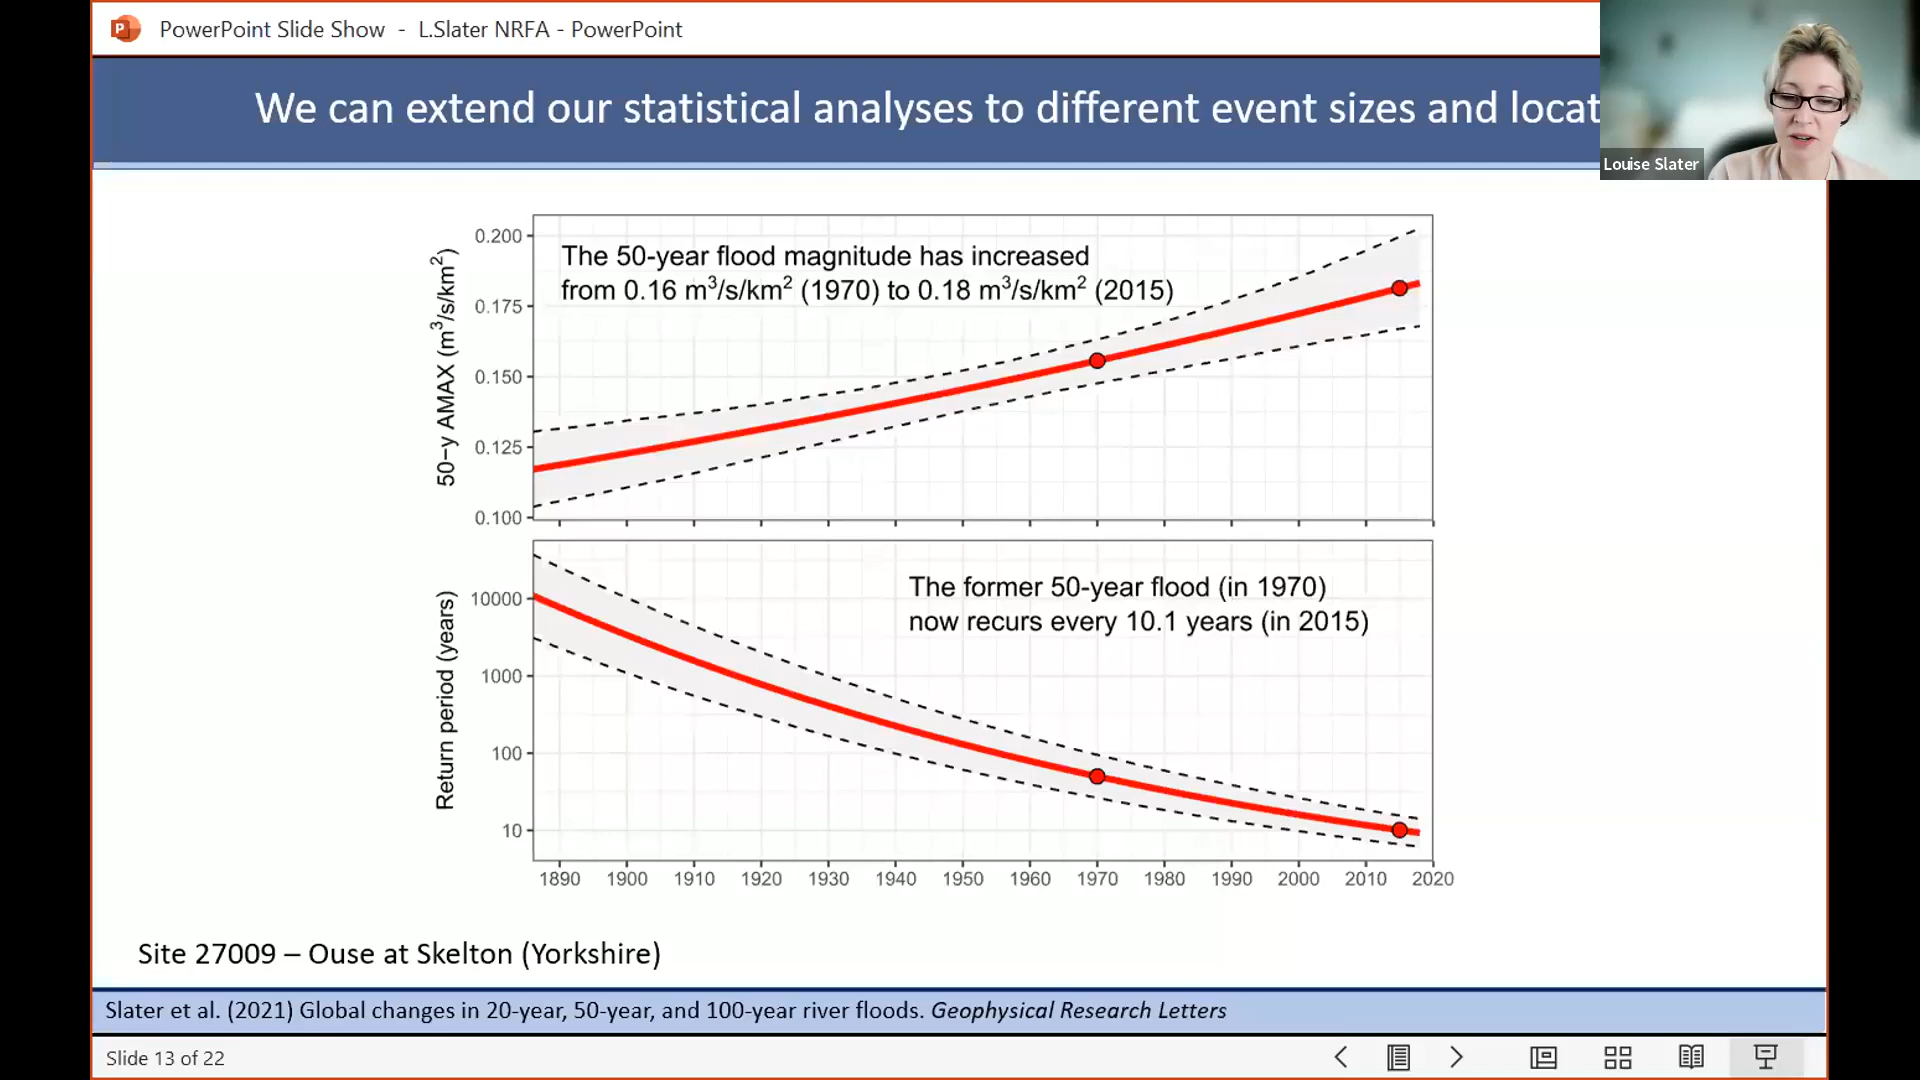 PowerPoint Slide Show - L.Slater NRFA - PowerPoint
We can extend our statistical analyses to different event sizes and locat
Louise Slater
50−y AMAX (m³/s/km²)
0.200
0.175
0.150
0.125
0.100
The 50-year flood magnitude has increased
from 0.16 m³/s/km² (1970) to 0.18 m³/s/km² (2015)
Return period (years)
10000
1000
100
10
The former 50-year flood (in 1970)
now recurs every 10.1 years (in 2015)
1890 1900 1910 1920 1930 1940 1950 1960 1970 1980 1990 2000 2010 2020
Site 27009 – Ouse at Skelton (Yorkshire)
Slater et al. (2021) Global changes in 20-year, 50-year, and 100-year river floods. Geophysical Research Letters
Slide 13 of 22